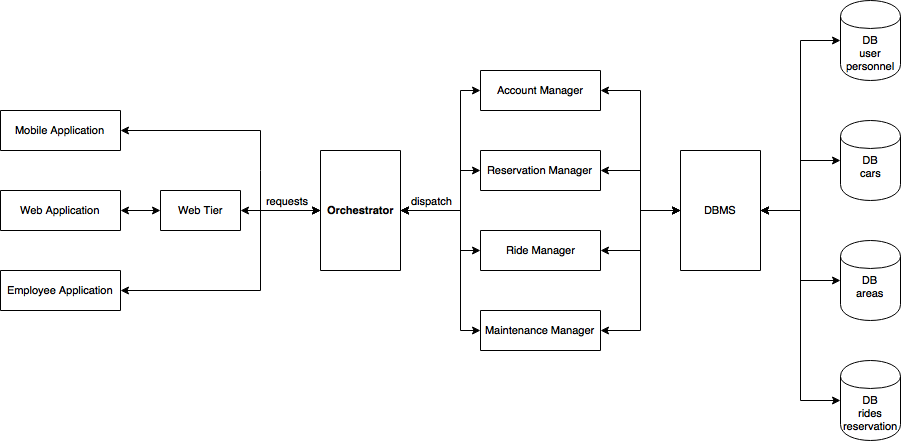 Mobile Application
Web Application
Employee Application
Web Tier
requests
Orchestrator
dispatch
Account Manager
Reservation Manager
Ride Manager
Maintenance Manager
DBMS
DB
user
personnel
DB
cars
DB
areas
DB
rides
reservation